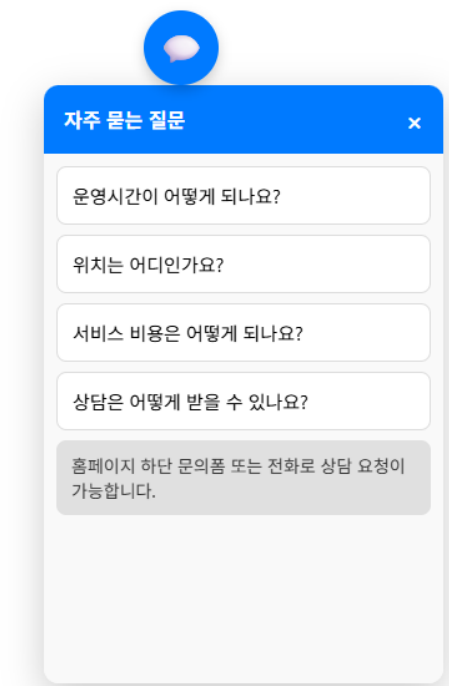 자주 묻는 질문
×
운영시간이 어떻게 되나요?
위치는 어디인가요?
서비스 비용은 어떻게 되나요?
상담은 어떻게 받을 수 있나요?
홈페이지 하단 문의폼 또는 전화로 상담 요청이
가능합니다.